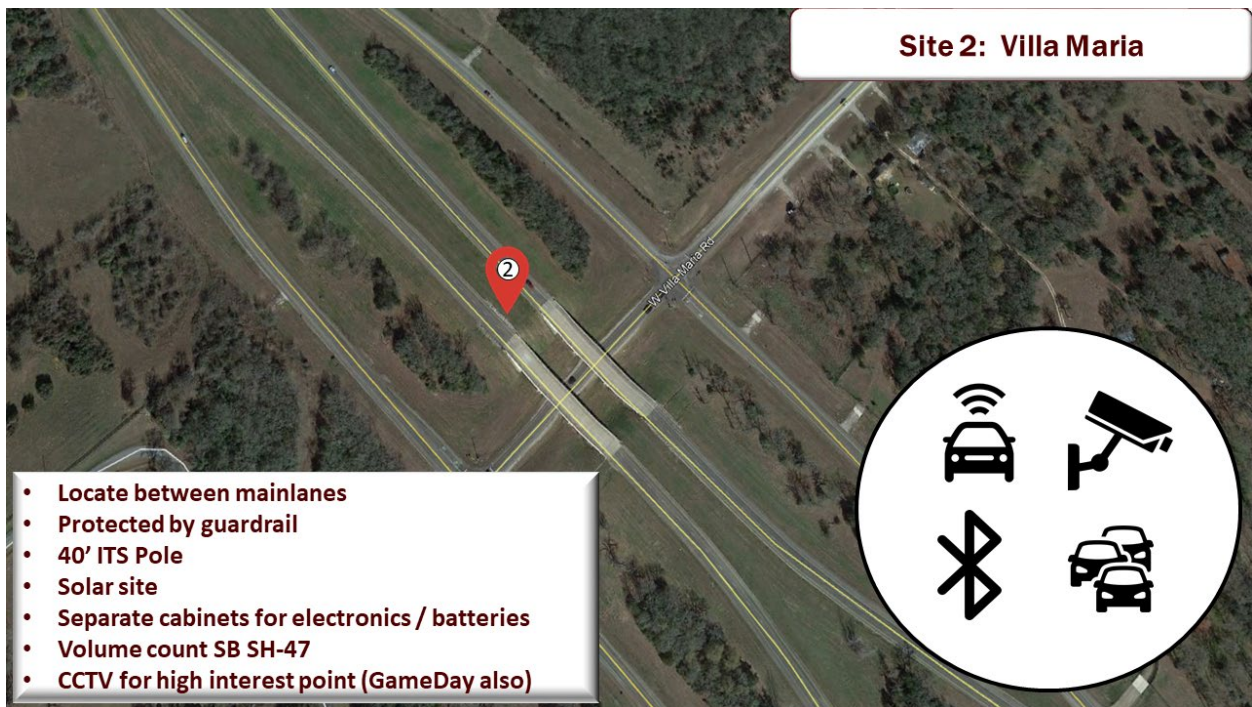 Site 2: Villa Maria
2
W Villa Maria Rd
• Locate between mainlanes
• Protected by guardrail
• 40’ ITS Pole
• Solar site
• Separate cabinets for electronics / batteries
• Volume count SB SH-47
• CCTV for high interest point (GameDay also)